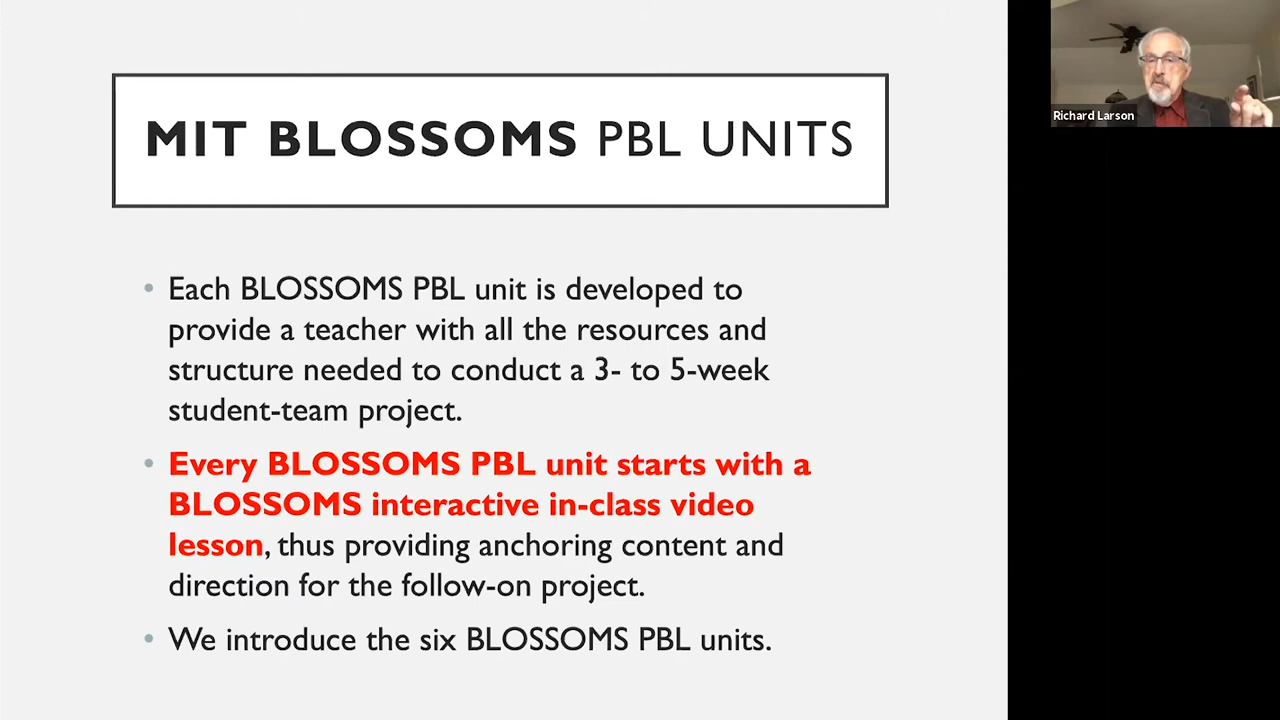 MIT BLOSSOMS PBL UNITS
• Each BLOSSOMS PBL unit is developed to
provide a teacher with all the resources and
structure needed to conduct a 3- to 5-week
student-team project.
• Every BLOSSOMS PBL unit starts with a
BLOSSOMS interactive in-class video
lesson, thus providing anchoring content and
direction for the follow-on project.
• We introduce the six BLOSSOMS PBL units.
Richard Larson